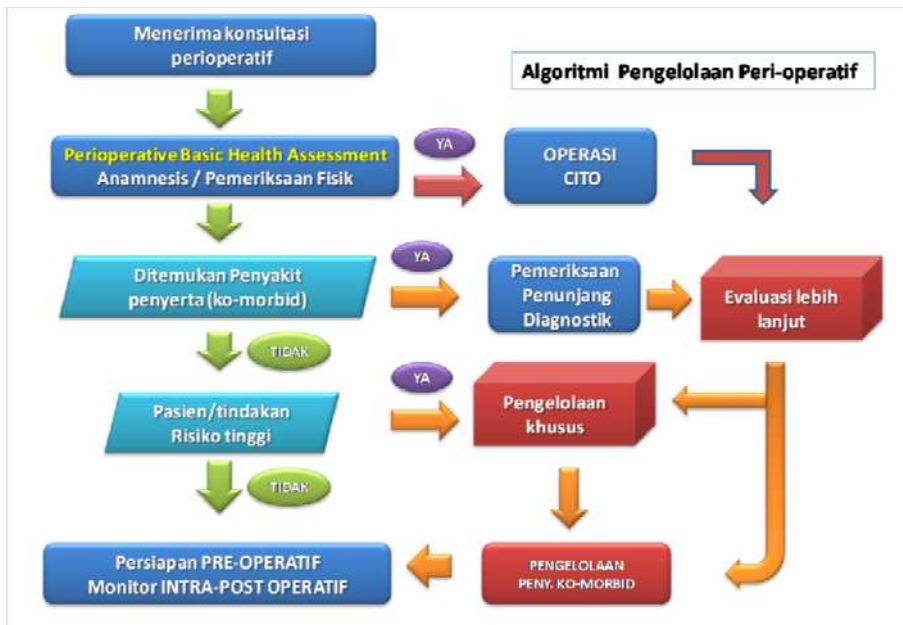 Menerima konsultasi
perioperatif
Algoritmi Pengelolaan Peri-operatif
Perioperative Basic Health Assessment
Anamnesis / Pemeriksaan Fisik
YA
OPERASI
CITO
Ditemukan Penyakit
penyerta (ko-morbid)
YA
Pemeriksaan
Penunjang
Diagnostik
Evaluasi lebih
lanjut
TIDAK
Pasien/tindakan
Risiko tinggi
YA
Pengelolaan
khusus
TIDAK
Persiapan PRE-OPERATIF
Monitor INTRA-POST OPERATIF
PENGELOLAAN
PENY. KO-MORBID